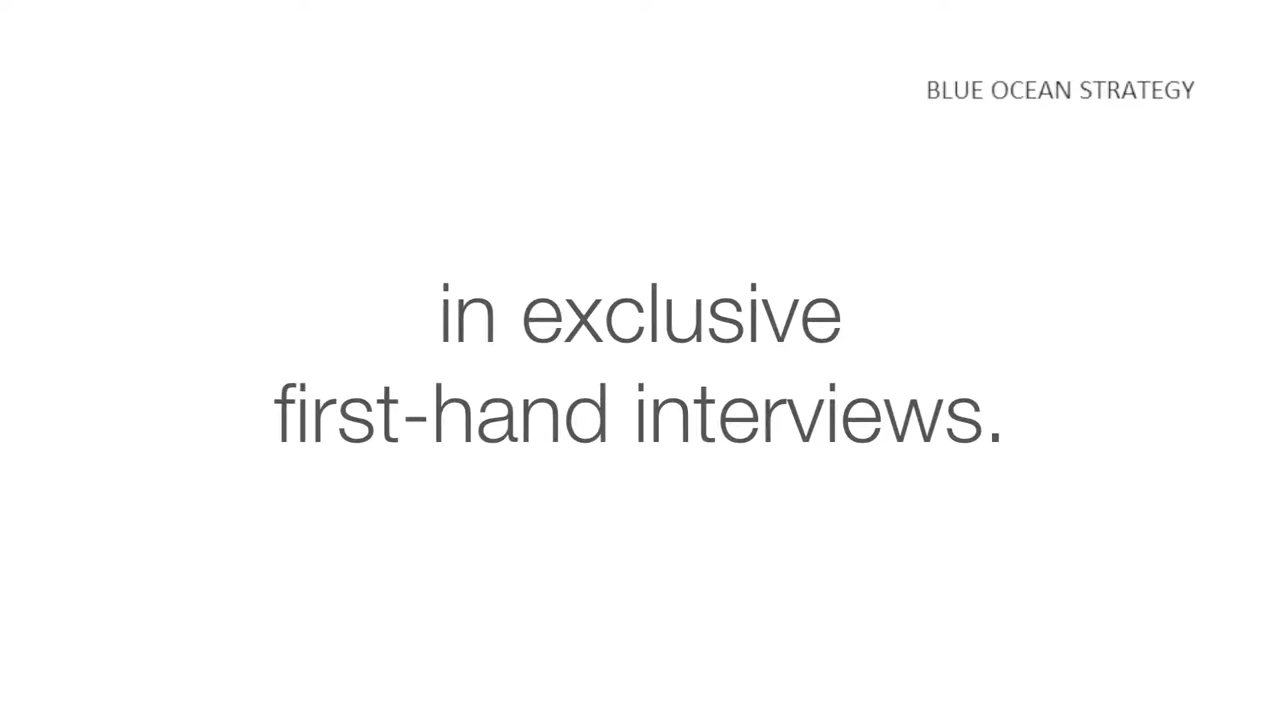 BLUE OCEAN STRATEGY
in exclusive
first-hand interviews.